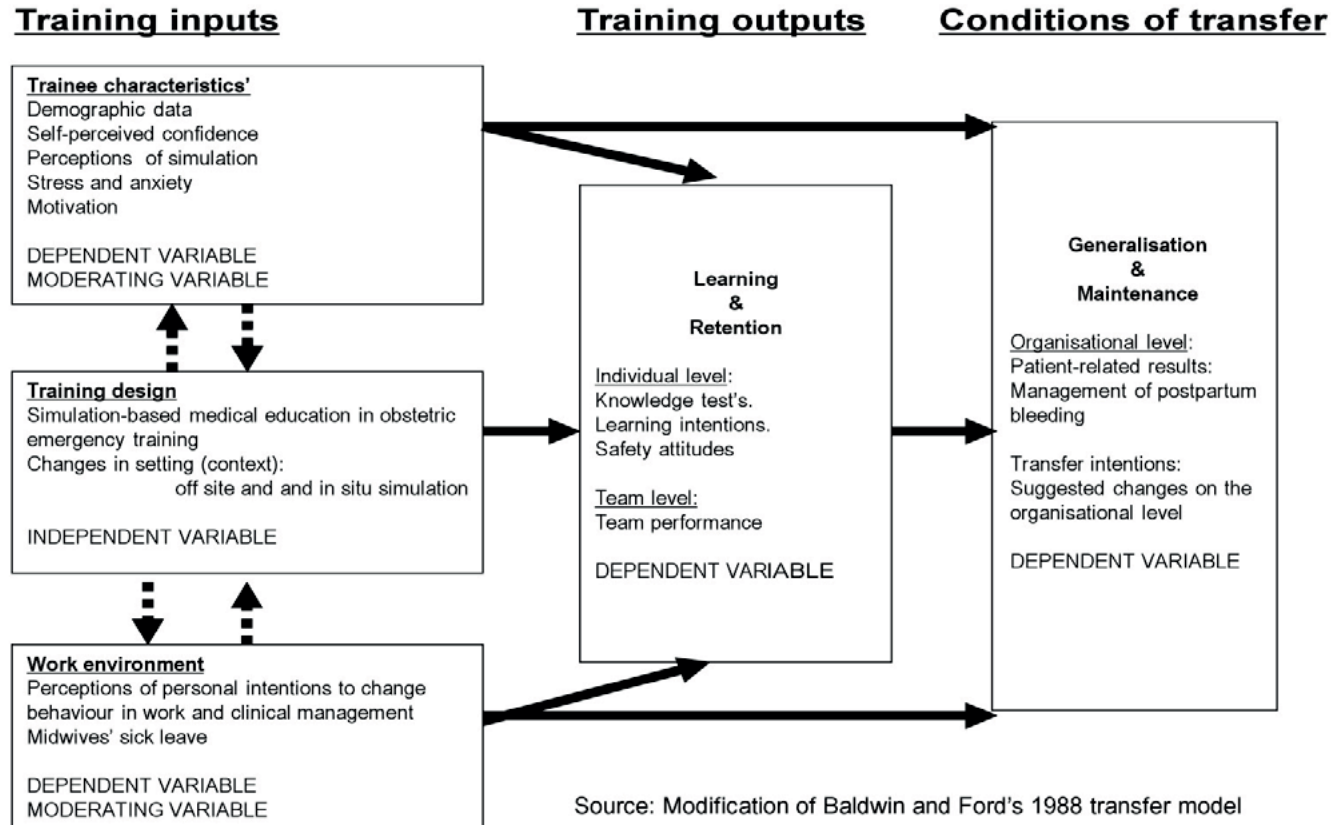 Training inputs
Training outputs
Conditions of transfer
Trainee characteristics'
Demographic data
Self-perceived confidence
Perceptions of simulation
Stress and anxiety
Motivation
DEPENDENT VARIABLE
MODERATING VARIABLE
Training design
Simulation-based medical education in obstetric
emergency training
Changes in setting (context):
off site and and in situ simulation
INDEPENDENT VARIABLE
Work environment
Perceptions of personal intentions to change
behaviour in work and clinical management
Midwives' sick leave
DEPENDENT VARIABLE
MODERATING VARIABLE
Learning
&
Retention
Individual level:
Knowledge test's.
Learning intentions.
Safety attitudes
Team level:
Team performance
DEPENDENT VARIABLE
Generalisation
&
Maintenance
Organisational level:
Patient-related results:
Management of postpartum
bleeding
Transfer intentions:
Suggested changes on the
organisational level
DEPENDENT VARIABLE
Source: Modification of Baldwin and Ford's 1988 transfer model